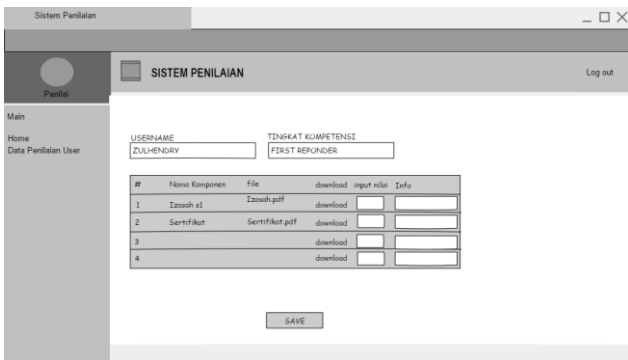 Sistem Penilaian
SISTEM PENILAIAN
Log out
Penilai
Main
Home
Data Penilaian User
USERNAME TINGKAT KOMPETENSI
ZULHENDRY FIRST REPONDER
# Nama Komponen file download input nilai Info
1 Izasah s1 Izasah.pdf download
2 Sertifikat Sertifikat.pdf download
3 download
4 download
SAVE